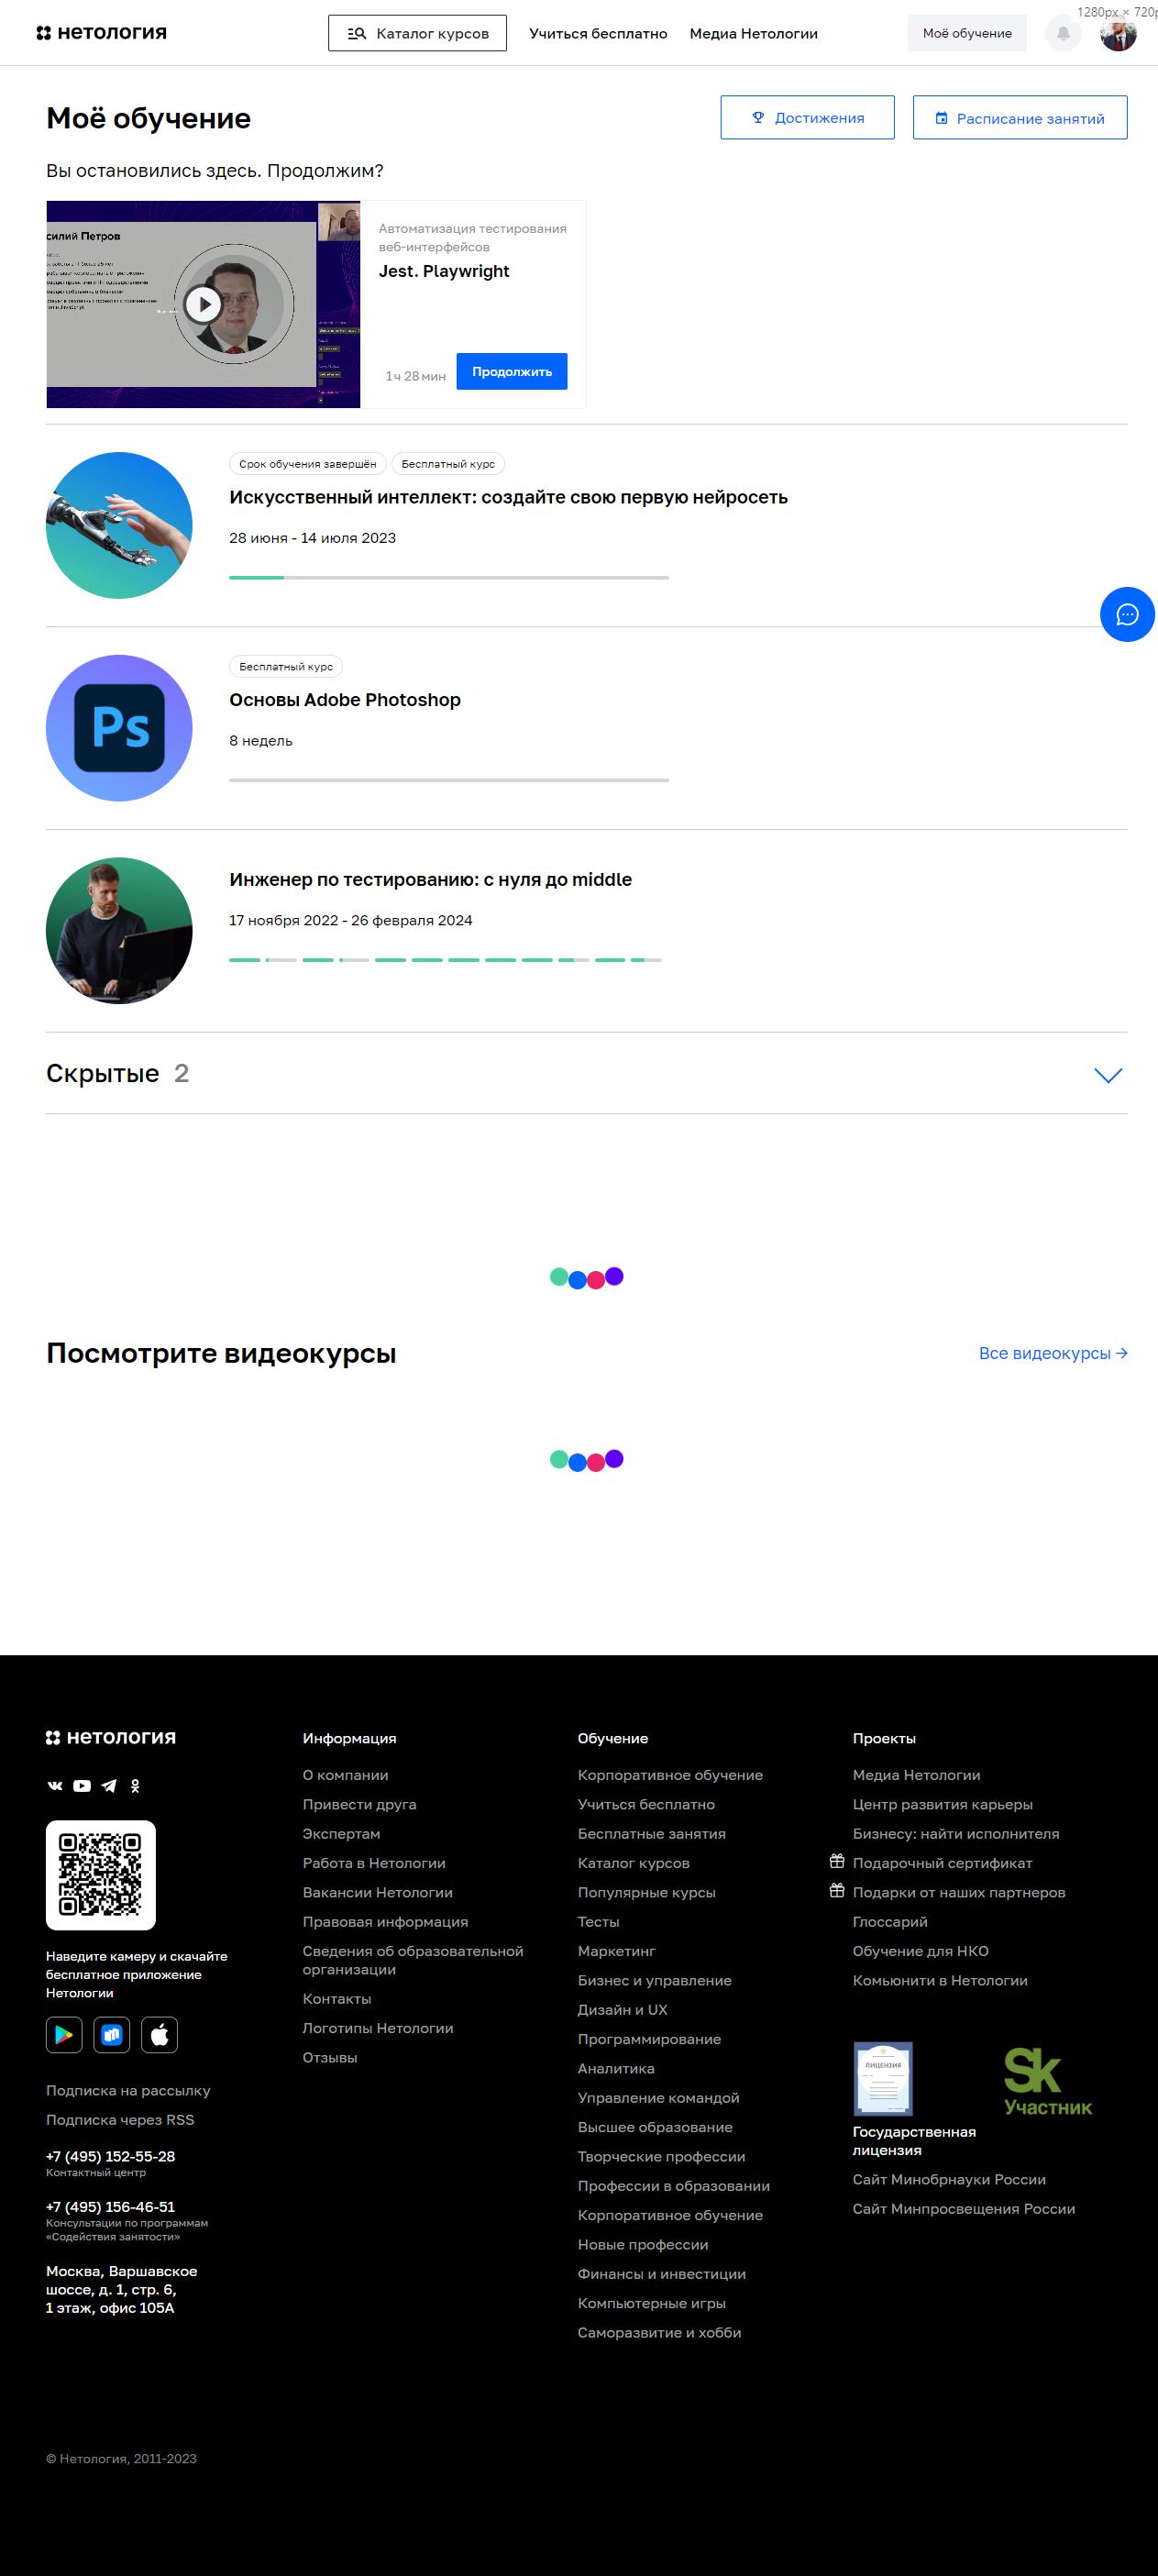 нетология
Каталог курсов
Учиться бесплатно
Медиа Нетологии
Моё обучение
1280px × 720p
Моё обучение
Достижения
Расписание занятий
Вы остановились здесь. Продолжим?
силий Петров
Автоматизация тестирования
веб-интерфейсов
Jest. Playwright
1 ч 28 мин
Продолжить
Срок обучения завершён
Бесплатный курс
Искусственный интеллект: создайте свою первую нейросеть
28 июня - 14 июля 2023
Бесплатный курс
Ps
Основы Adobe Photoshop
8 недель
Инженер по тестированию: с нуля до middle
17 ноября 2022 - 26 февраля 2024
Скрытые 2
Посмотрите видеокурсы
Все видеокурсы →
нетология
Наведите камеру и скачайте
бесплатное приложение
Нетологии
Подписка на рассылку
Подписка через RSS
+7 (495) 152-55-28
Контактный центр
+7 (495) 156-46-51
Консультации по программам
«Содействия занятости»
Москва, Варшавское
шоссе, д. 1, стр. 6,
1 этаж, офис 105А
Информация
О компании
Привести друга
Экспертам
Работа в Нетологии
Вакансии Нетологии
Правовая информация
Сведения об образовательной
организации
Контакты
Логотипы Нетологии
Отзывы
Обучение
Корпоративное обучение
Учиться бесплатно
Бесплатные занятия
Каталог курсов
Популярные курсы
Тесты
Маркетинг
Бизнес и управление
Дизайн и UX
Программирование
Аналитика
Управление командой
Высшее образование
Творческие профессии
Профессии в образовании
Корпоративное обучение
Новые профессии
Финансы и инвестиции
Компьютерные игры
Саморазвитие и хобби
Проекты
Медиа Нетологии
Центр развития карьеры
Бизнесу: найти исполнителя
Подарочный сертификат
Подарки от наших партнеров
Глоссарий
Обучение для НКО
Комьюнити в Нетологии
ЛИЦЕНЗИЯ
Государственная
лицензия
Sk
Участник
Сайт Минобрнауки России
Сайт Минпросвещения России
© Нетология, 2011-2023